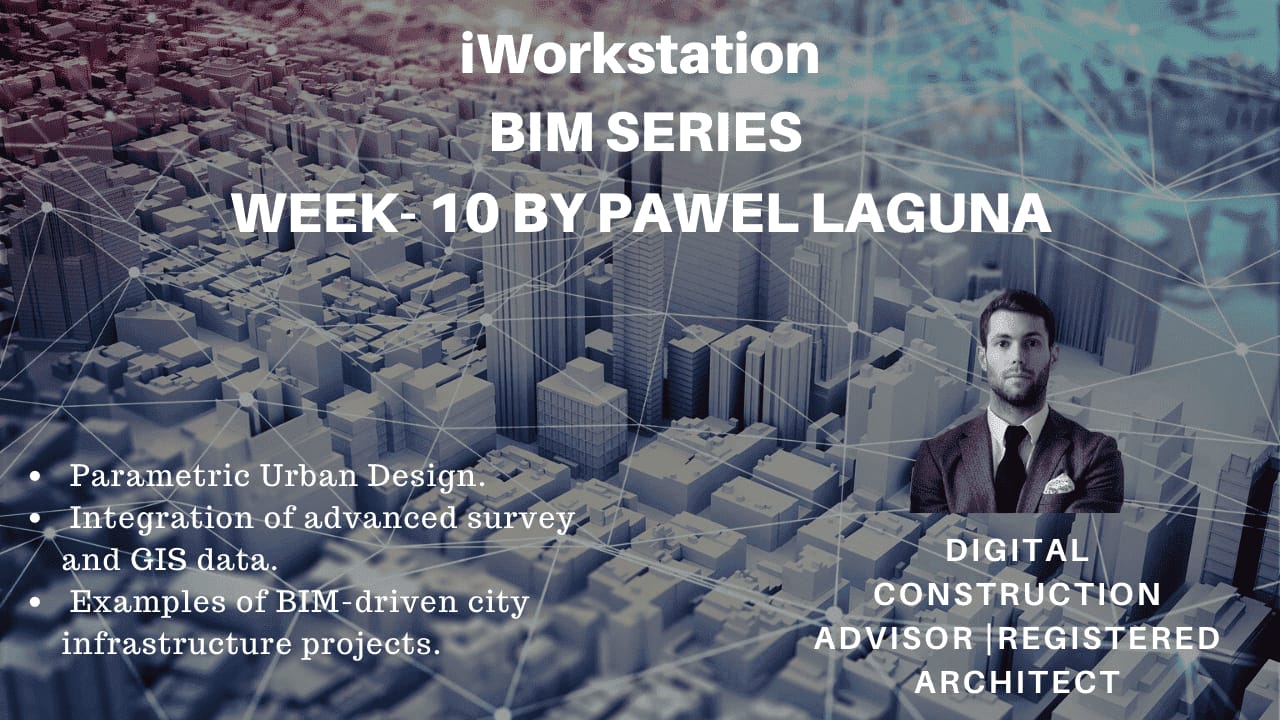 iWorkstation
BIM SERIES
WEEK- 10 BY PAWEL LAGUNA
• Parametric Urban Design.
• Integration of advanced survey
and GIS data.
• Examples of BIM-driven city
infrastructure projects.
DIGITAL
CONSTRUCTION
ADVISOR |REGISTERED
ARCHITECT